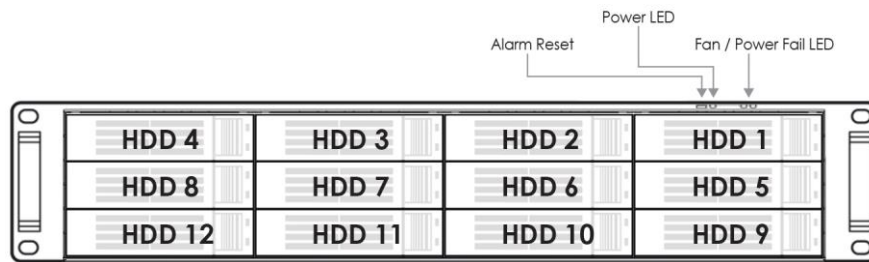 Power LED
Alarm Reset Fan / Power Fail LED
HDD 4 HDD 3 HDD 2 HDD 1
HDD 8 HDD 7 HDD 6 HDD 5
HDD 12 HDD 11 HDD 10 HDD 9